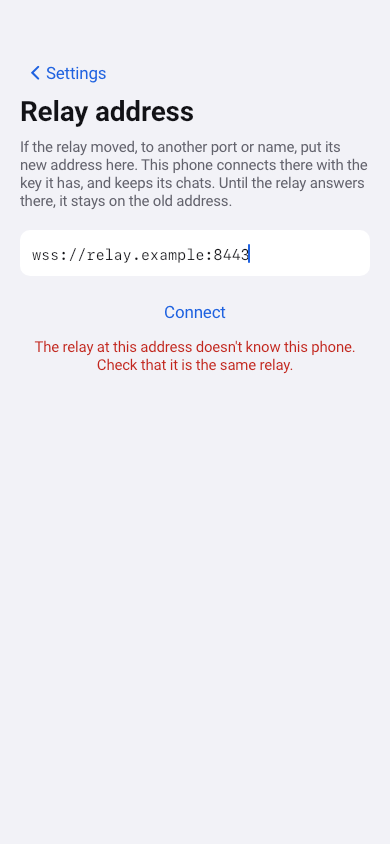 Settings
Relay address
If the relay moved, to another port or name, put its
new address here. This phone connects there with the
key it has, and keeps its chats. Until the relay answers
there, it stays on the old address.
wss://relay.example:8443
Connect
The relay at this address doesn't know this phone.
Check that it is the same relay.